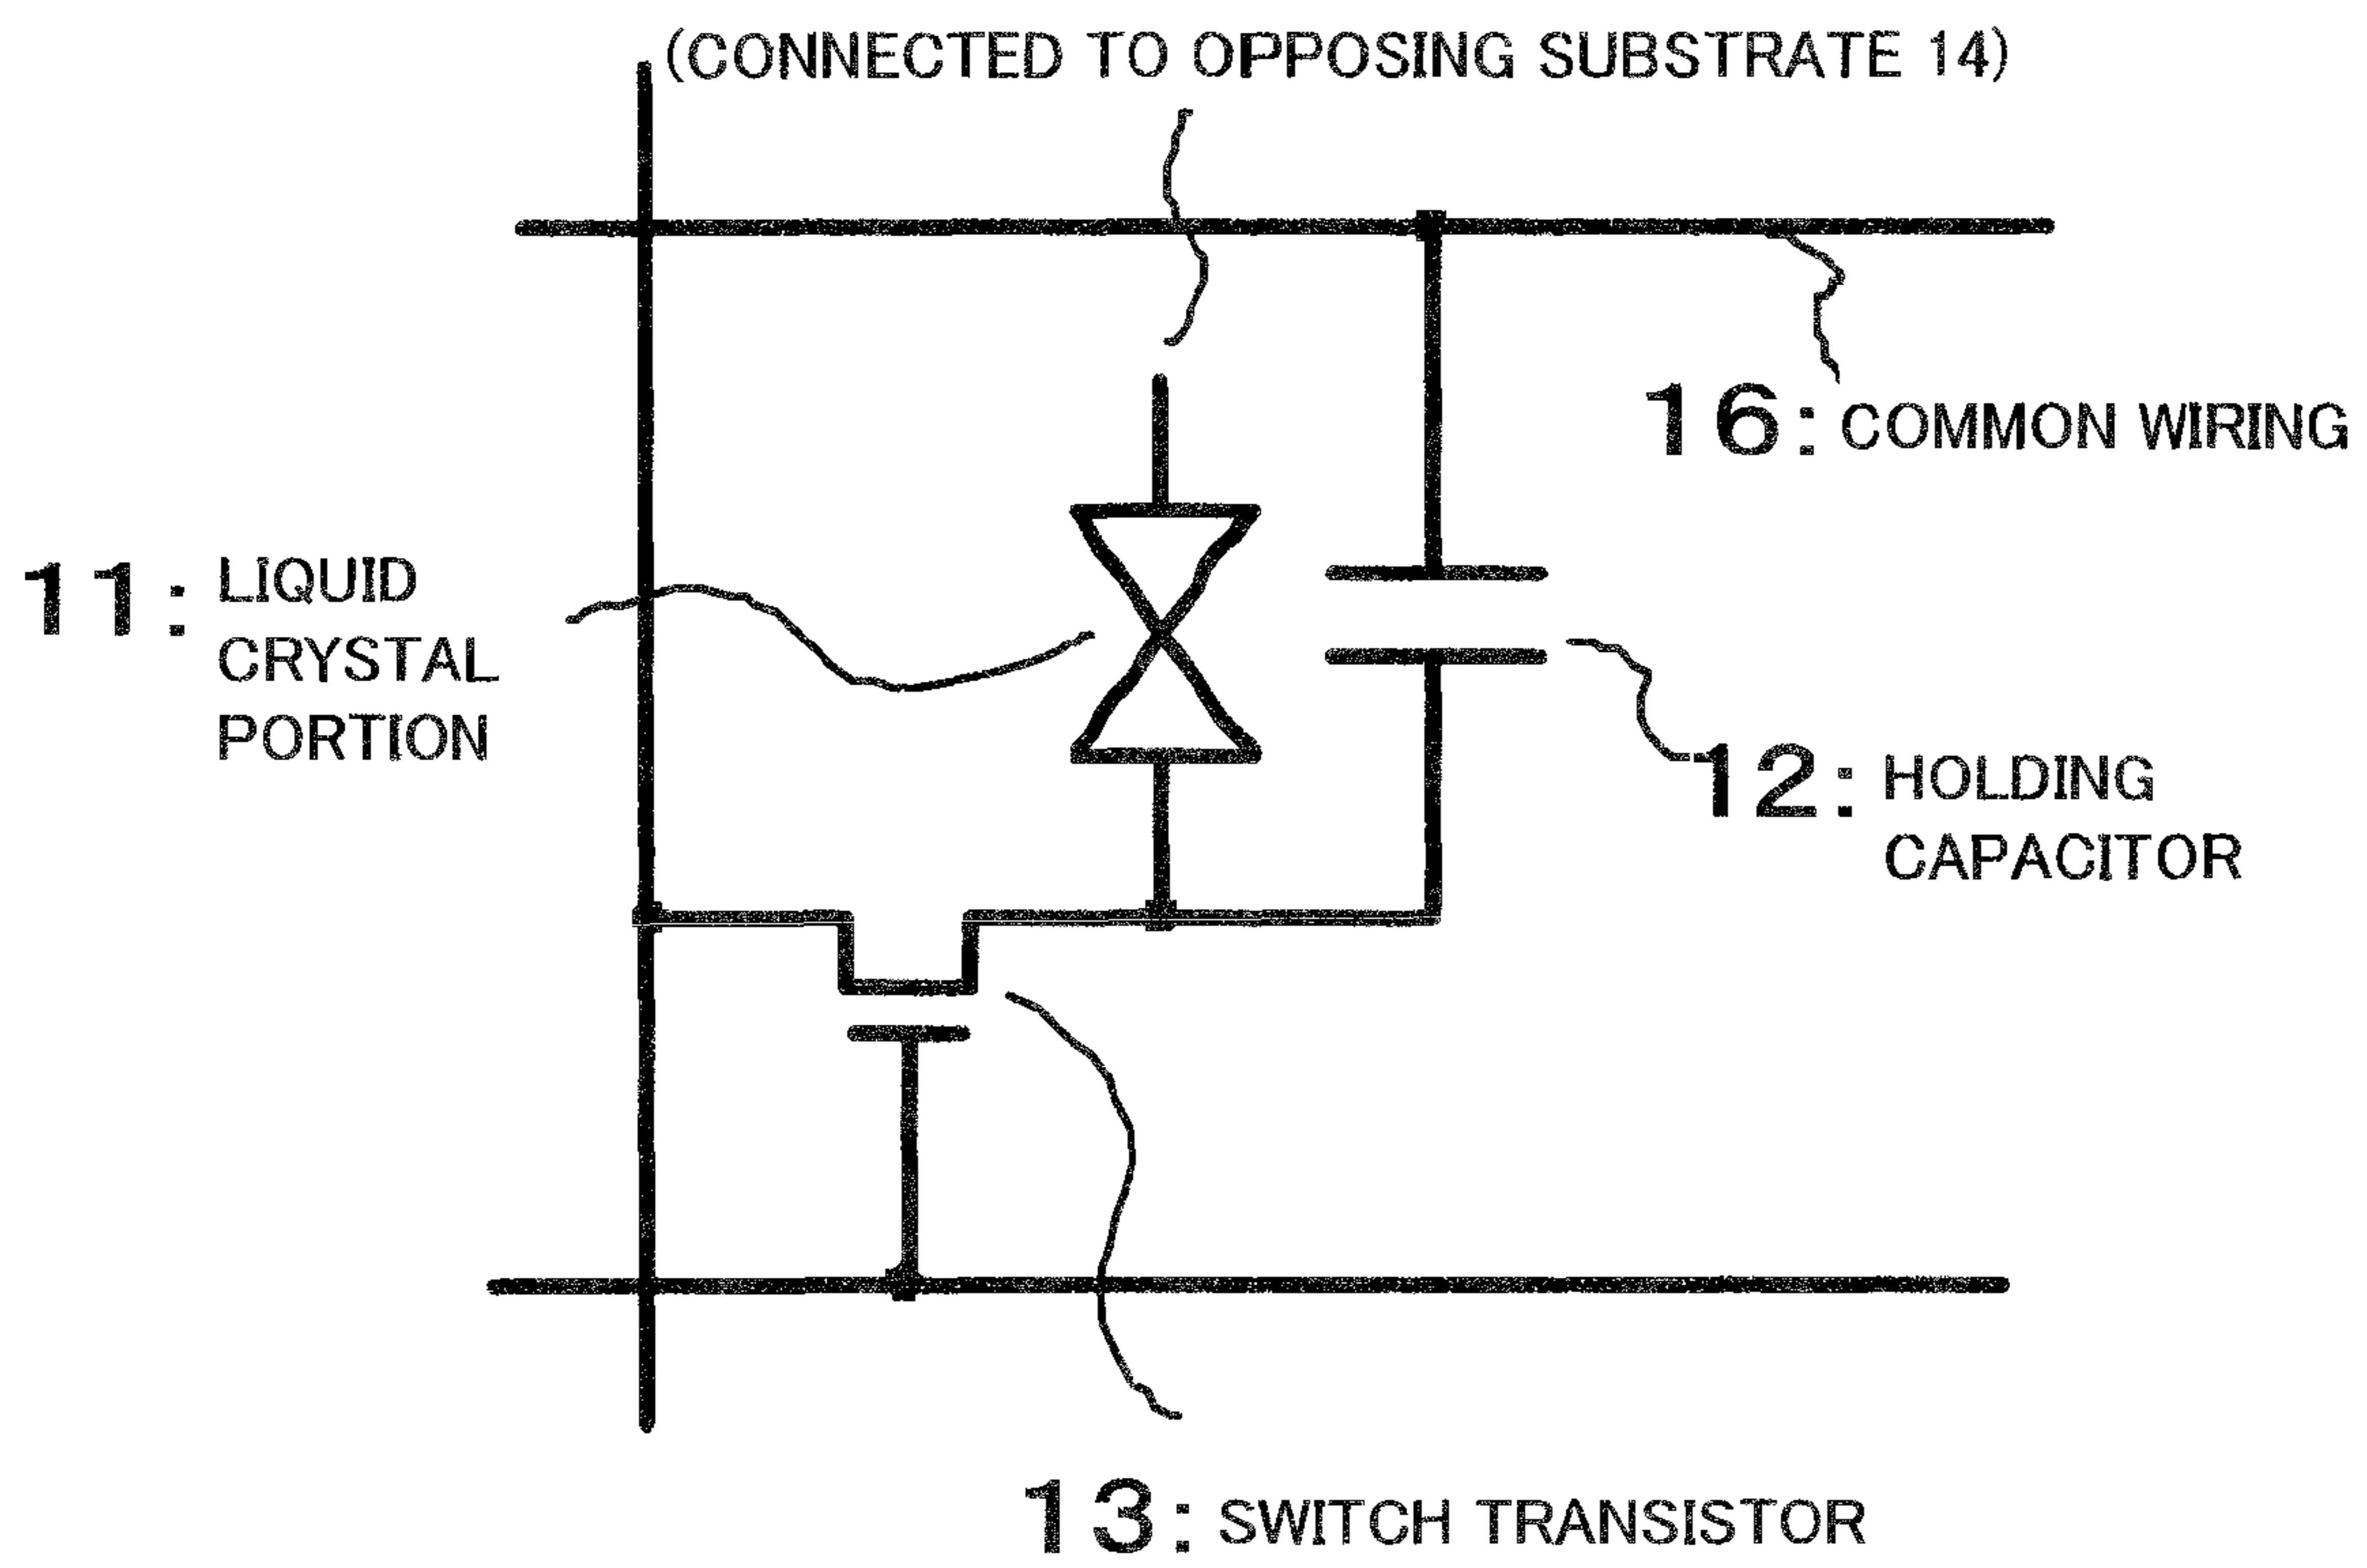 (CONNECTED TO OPPOSING SUBSTRATE 14)
16: COMMON WIRING
11: LIQUID
CRYSTAL
PORTION
12: HOLDING
CAPACITOR
13: SWITCH TRANSISTOR